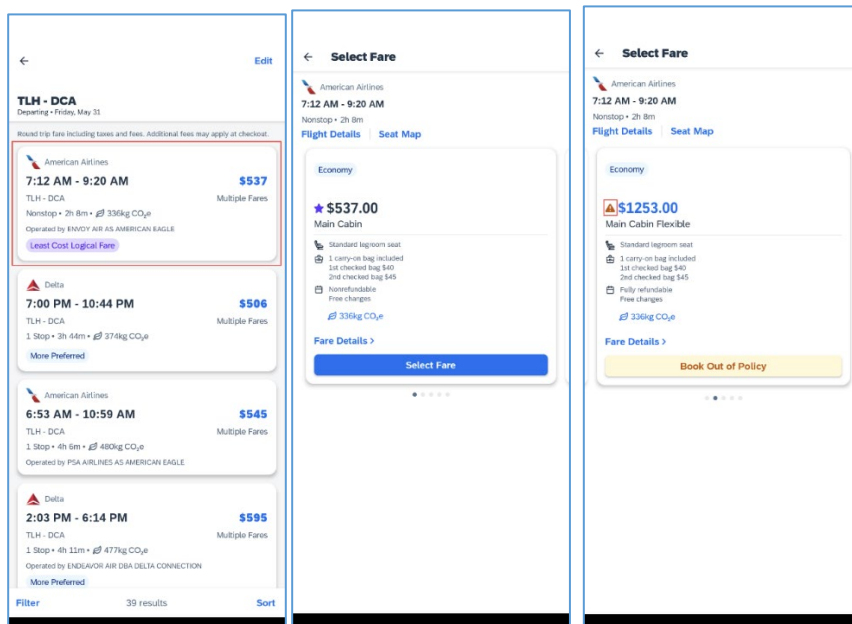 Edit
TLH - DCA
Departing • Friday, May 31
Round trip fare including taxes and fees. Additional fees may apply at checkout.
American Airlines
7:12 AM - 9:20 AM $537
TLH - DCA Multiple Fares
Nonstop • 2h 8m • 336kg CO₂e
Operated by ENVOY AIR AS AMERICAN EAGLE
Least Cost Logical Fare
Delta
7:00 PM - 10:44 PM $506
TLH - DCA Multiple Fares
1 Stop • 3h 44m • 374kg CO₂e
More Preferred
American Airlines
6:53 AM - 10:59 AM $545
TLH - DCA Multiple Fares
1 Stop • 4h 6m • 480kg CO₂e
Operated by PSA AIRLINES AS AMERICAN EAGLE
Delta
2:03 PM - 6:14 PM $595
TLH - DCA Multiple Fares
1 Stop • 4h 11m • 477kg CO₂e
Operated by ENDEAVOR AIR DBA DELTA CONNECTION
More Preferred
Filter 39 results Sort
Select Fare
American Airlines
7:12 AM - 9:20 AM
Nonstop • 2h 8m
Flight Details Seat Map
Economy
$537.00
Main Cabin
Standard legroom seat
1 carry-on bag included
1st checked bag $40
2nd checked bag $45
Nonrefundable
Free changes
336kg CO₂e
Fare Details >
Select Fare
Select Fare
American Airlines
7:12 AM - 9:20 AM
Nonstop • 2h 8m
Flight Details Seat Map
Economy
$1253.00
Main Cabin Flexible
Standard legroom seat
1 carry-on bag included
1st checked bag $40
2nd checked bag $45
Fully refundable
Free changes
336kg CO₂e
Fare Details >
Book Out of Policy